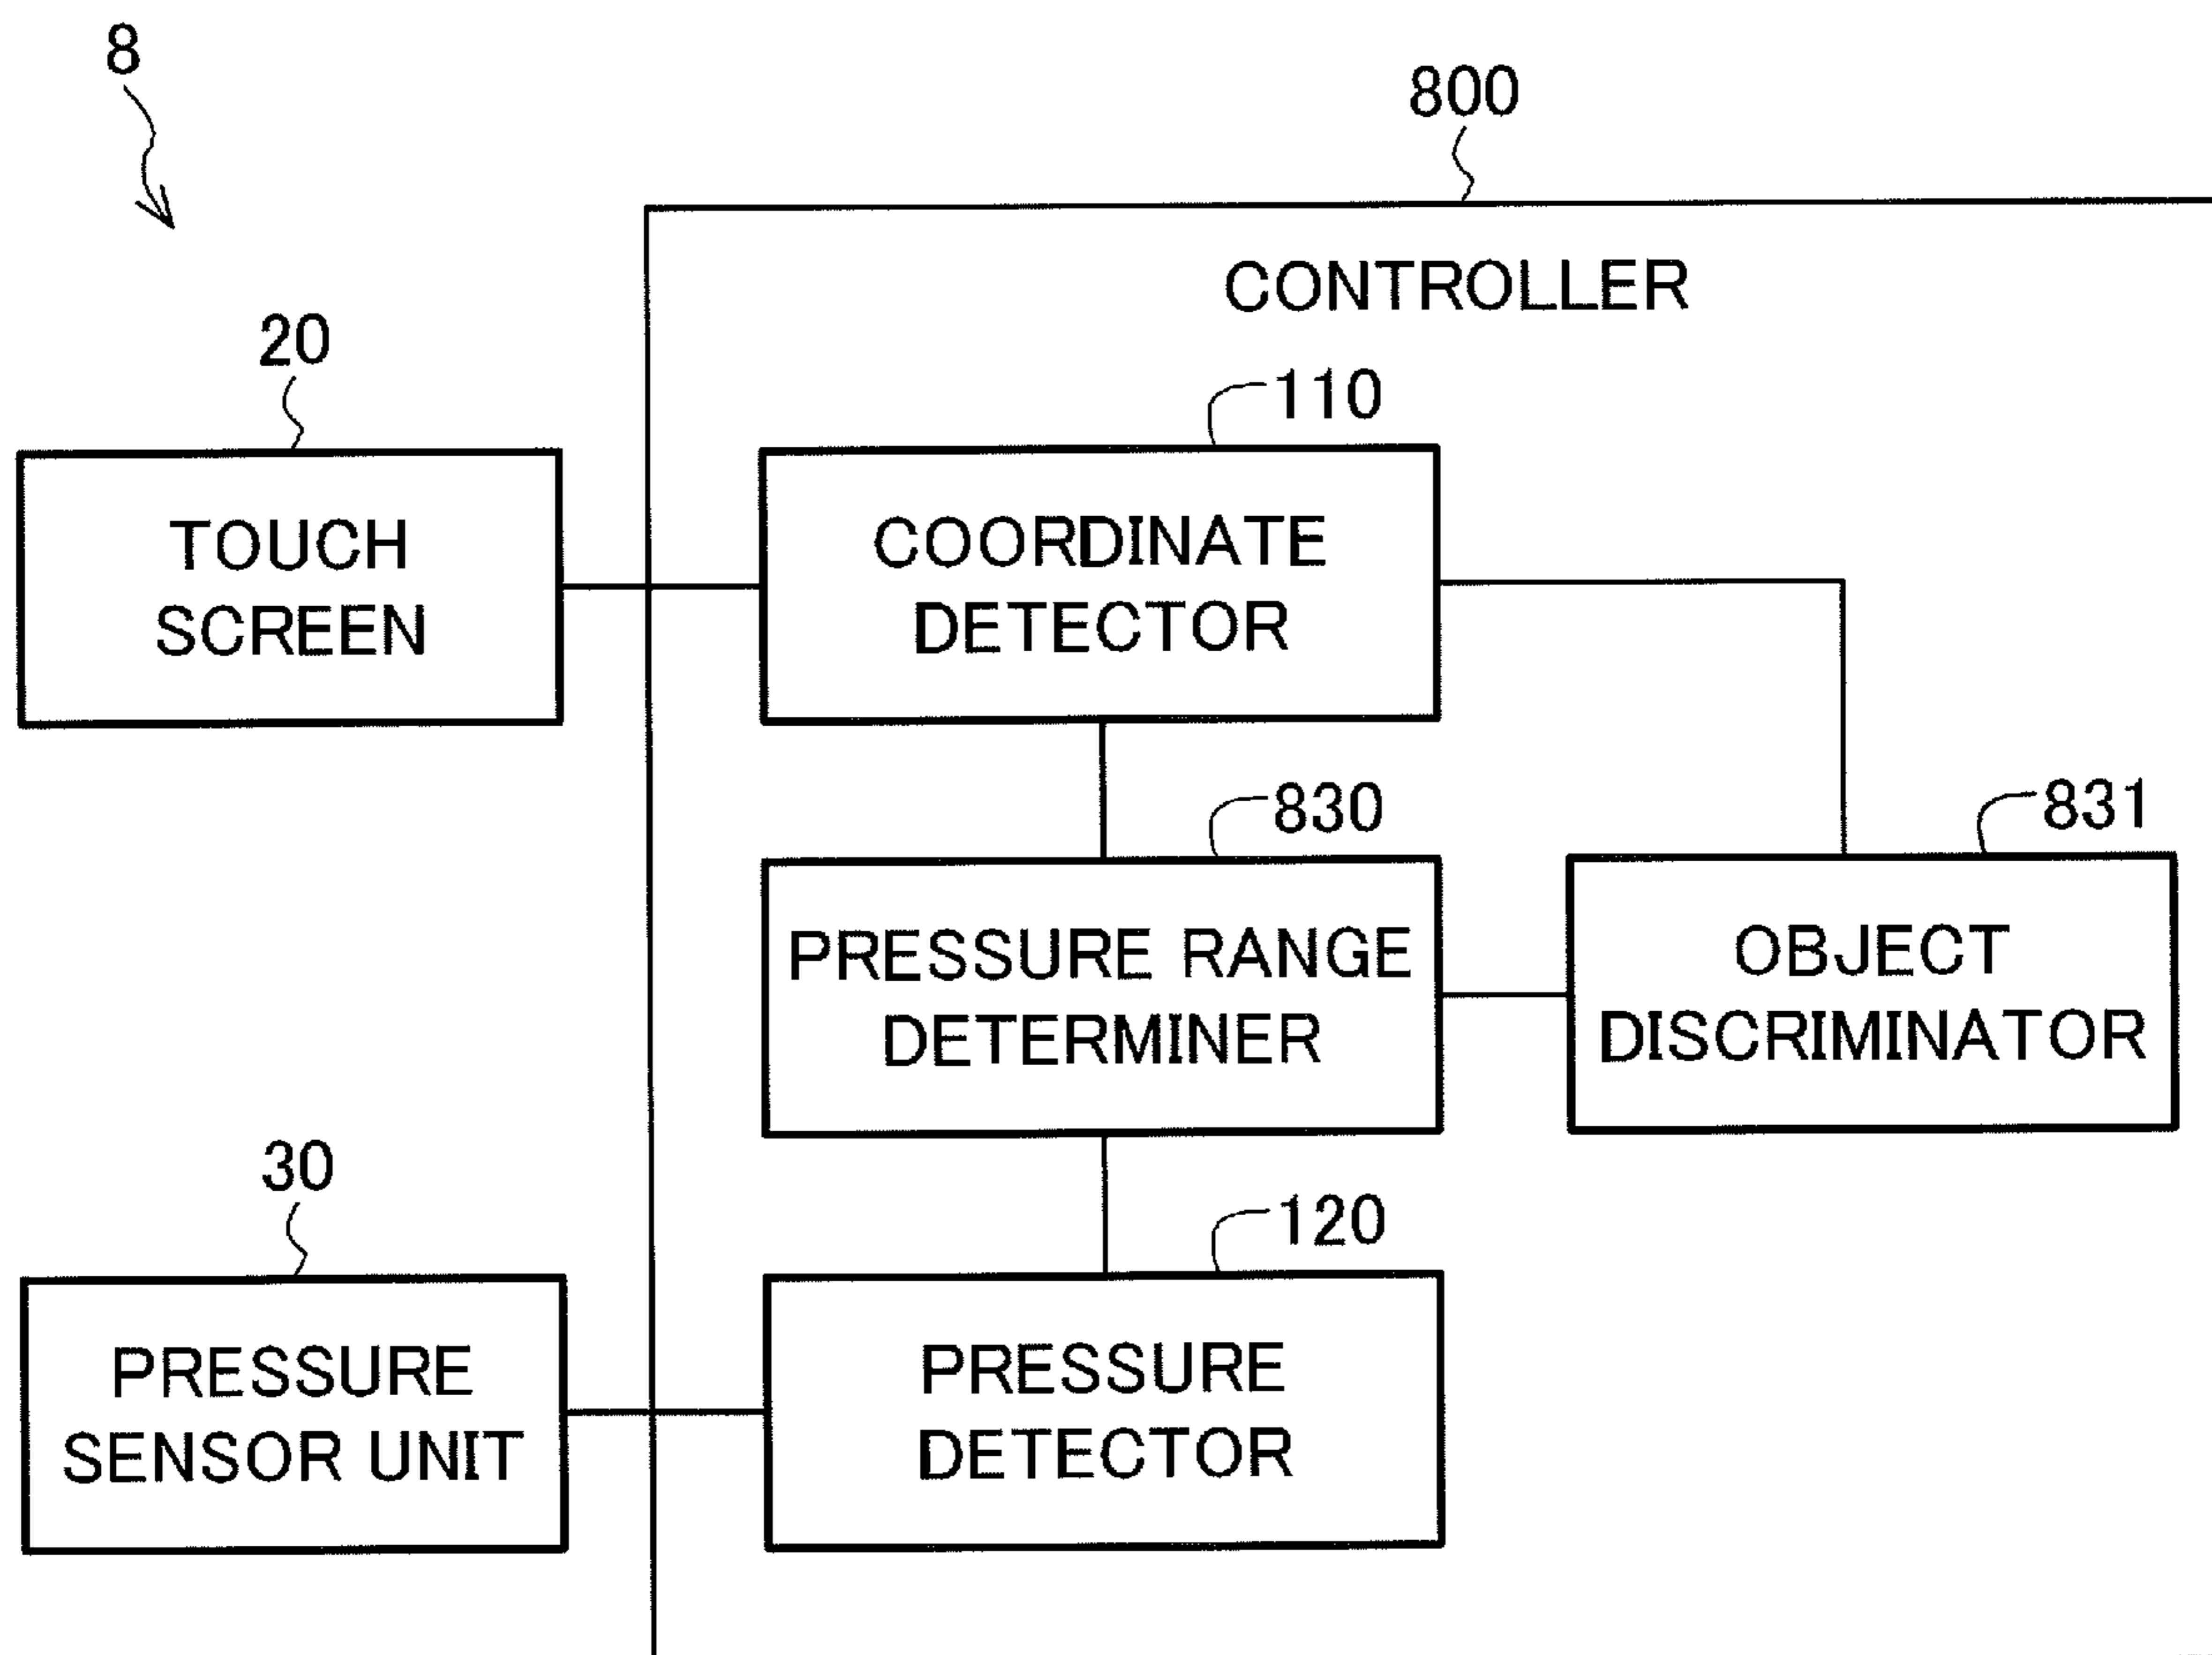 8
800
CONTROLLER
20
110
TOUCH
SCREEN
COORDINATE
DETECTOR
830
831
PRESSURE RANGE
DETERMINER
OBJECT
DISCRIMINATOR
30
120
PRESSURE
SENSOR UNIT
PRESSURE
DETECTOR